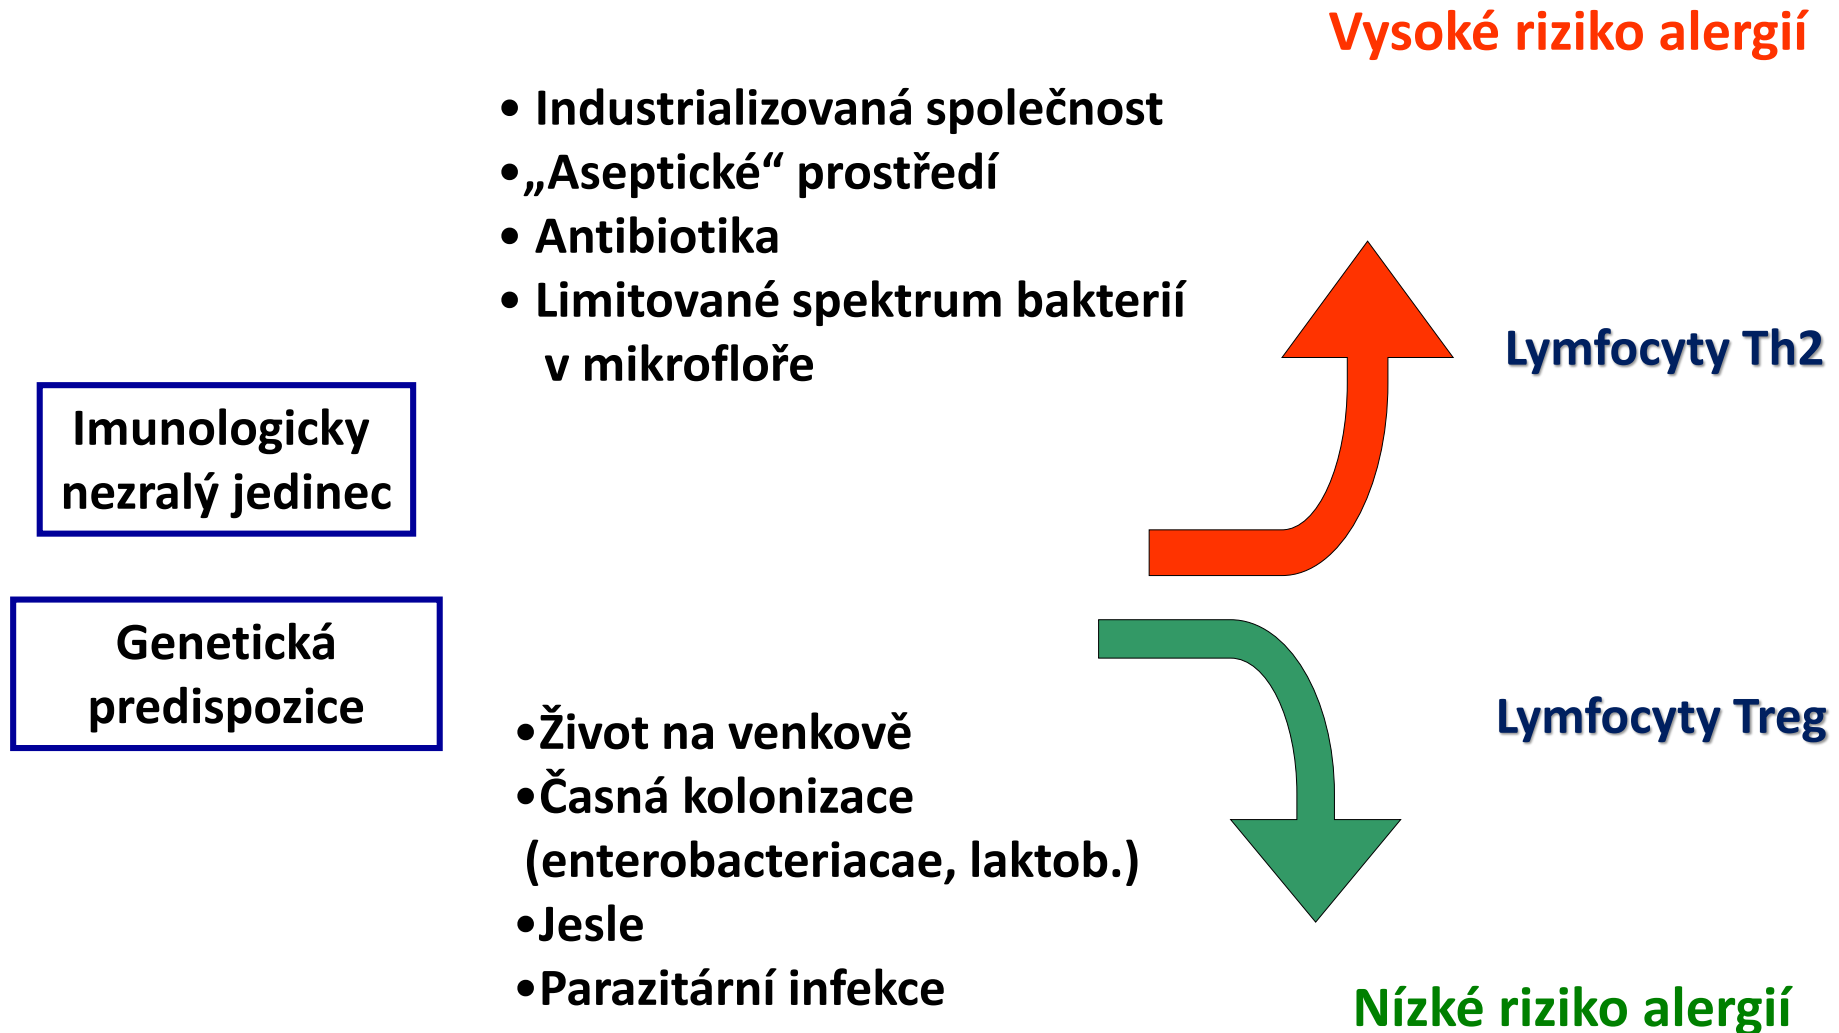 Vysoké riziko alergií
• Industrializovaná společnost
•„Aseptické“ prostředí
• Antibiotika
• Limitované spektrum bakterií
v mikrofloře
Lymfocyty Th2
Imunologicky
nezralý jedinec
Genetická
predispozice
Lymfocyty Treg
•Život na venkově
•Časná kolonizace
(enterobacteriacae, laktob.)
•Jesle
•Parazitární infekce
Nízké riziko alergií